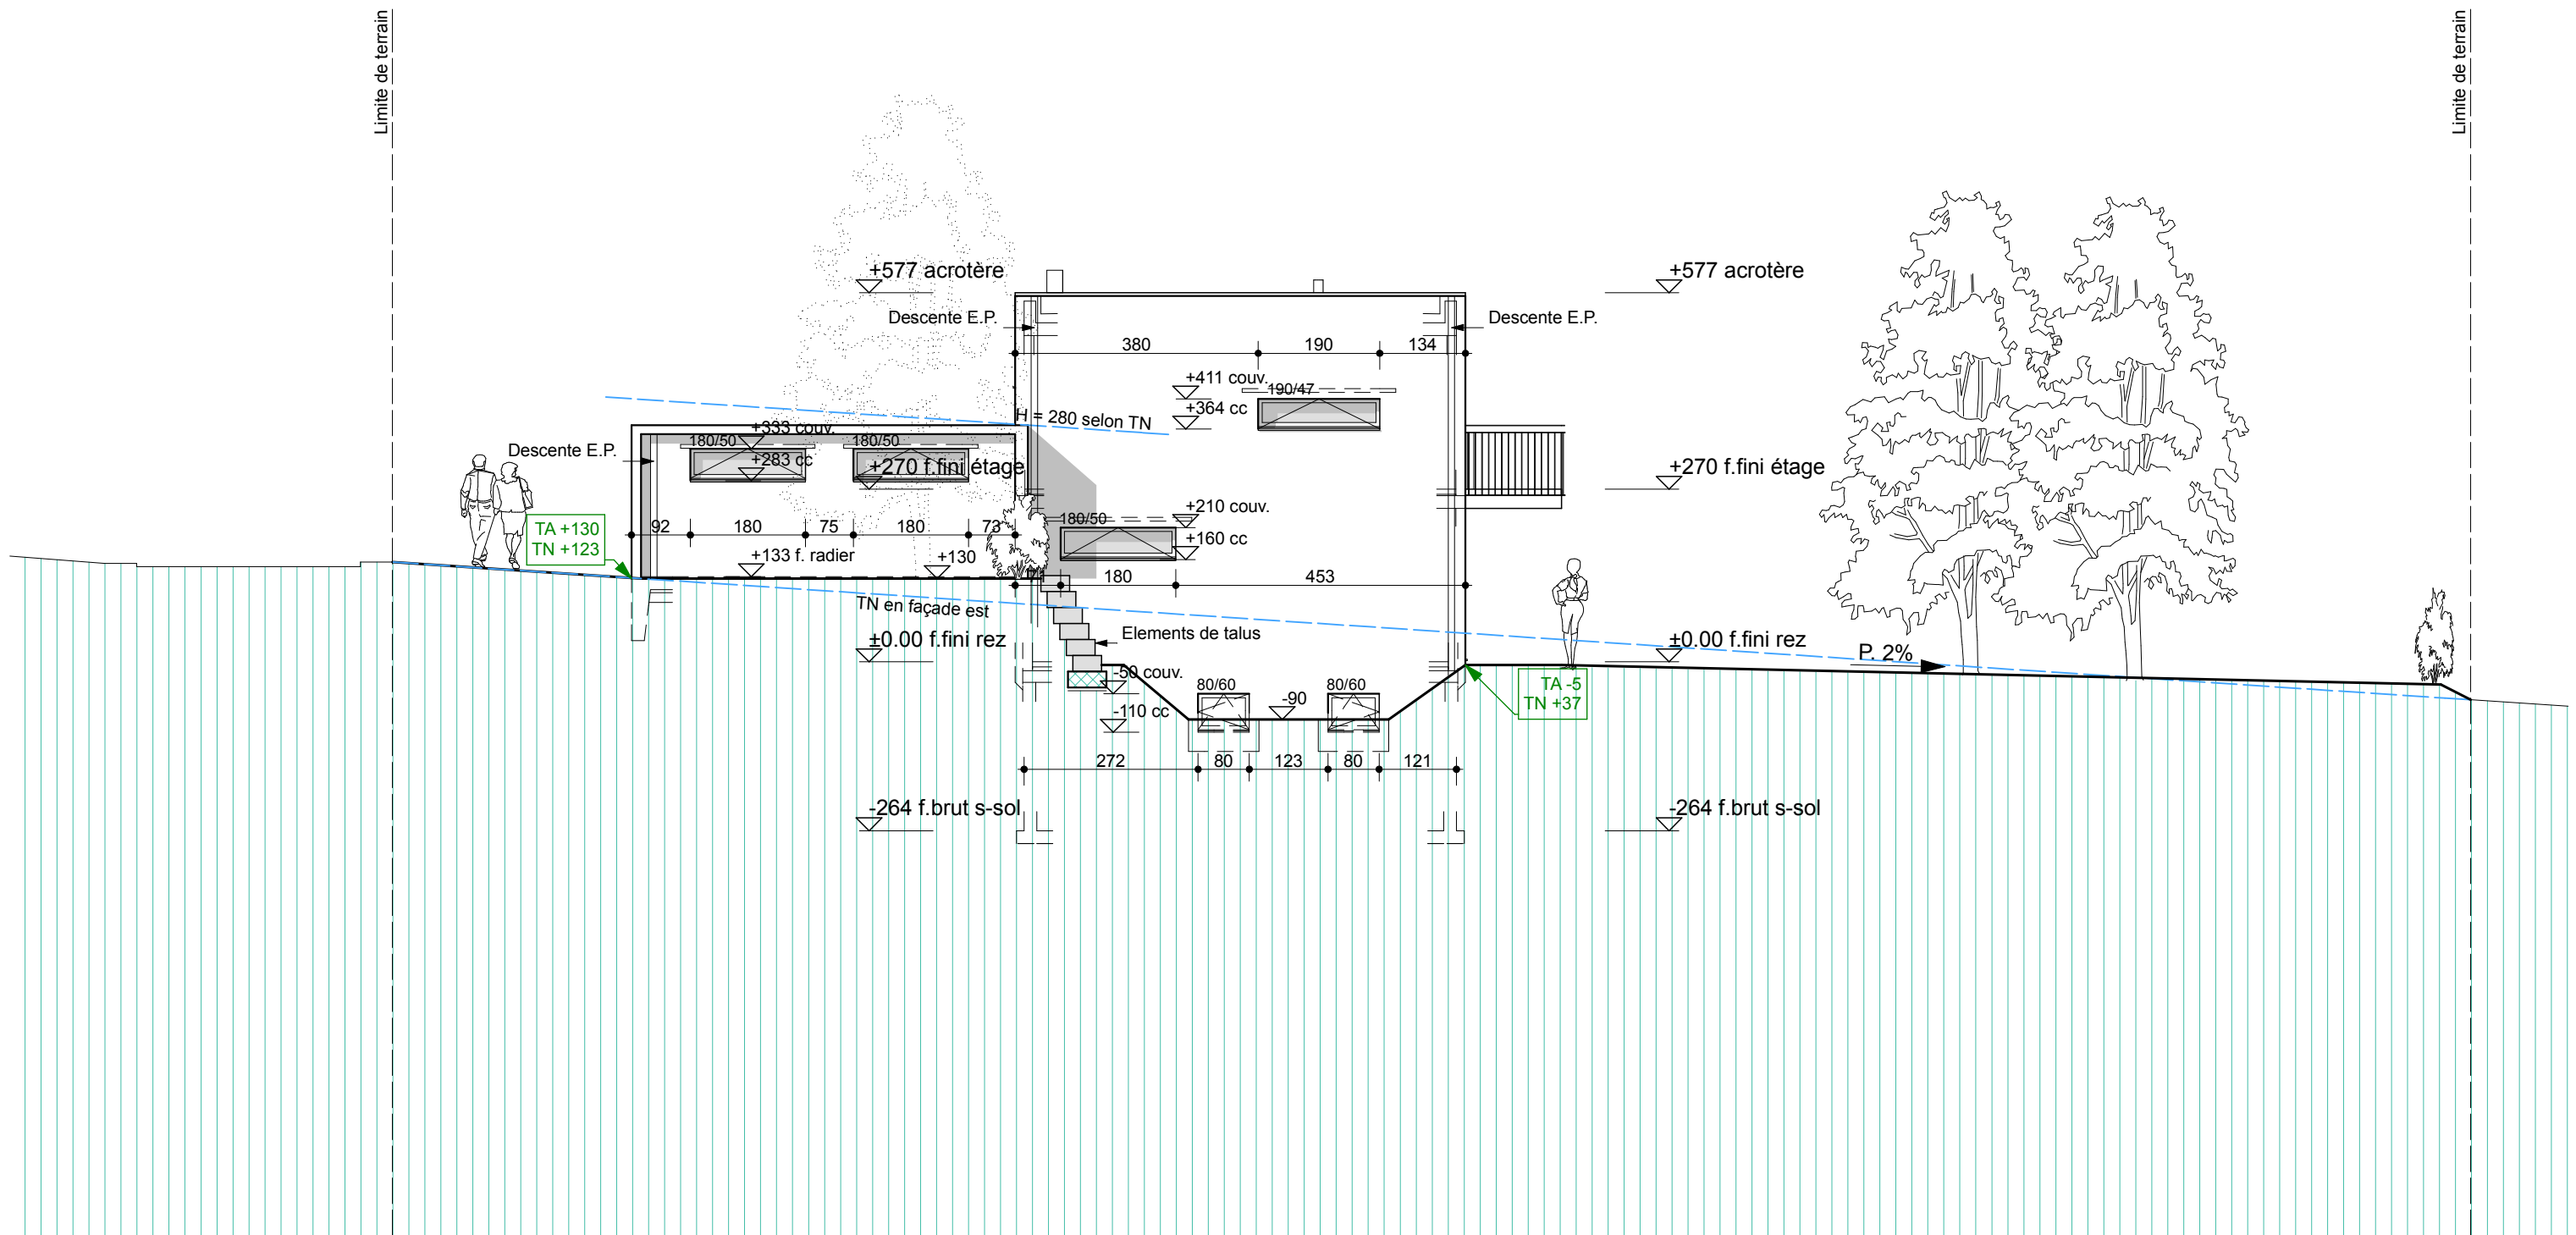 Limite de terrain
Limite de terrain
+577 acrotère
+577 acrotère
Descente E.P.
Descente E.P.
380
190
134
+411 couv.
190/47
+364 cc
H = 280 selon TN
+333 couv.
180/50
180/50
Descente E.P.
+283 cc
+270 f.fini étage
+270 f.fini étage
+210 couv.
180/50
TA +130
TN +123
92
180
75
180
73
+160 cc
+133 f. radier
+130
71
180
453
TN en façade est
Elements de talus
±0.00 f.fini rez
±0.00 f.fini rez
P. 2%
-50 couv.
80/60
80/60
TA -5
TN +37
-90
-110 cc
272
80
123
80
121
-264 f.brut s-sol
-264 f.brut s-sol